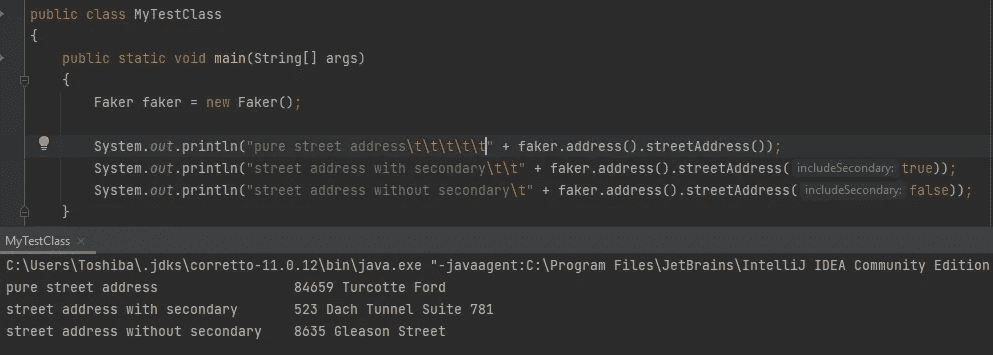 public class MyTestClass
{
public static void main(String[] args)
{
Faker faker = new Faker();
System.out.println("pure street address\t\t\t\t\t" + faker.address().streetAddress());
System.out.println("street address with secondary\t\t" + faker.address().streetAddress( includeSecondary: true));
System.out.println("street address without secondary\t" + faker.address().streetAddress( includeSecondary: false));
}
MyTestClass ×
C:\Users\Toshiba\.jdks\corretto-11.0.12\bin\java.exe "-javaagent:C:\Program Files\JetBrains\IntelliJ IDEA Community Edition
pure street address 84659 Turcotte Ford
street address with secondary 523 Dach Tunnel Suite 781
street address without secondary 8635 Gleason Street